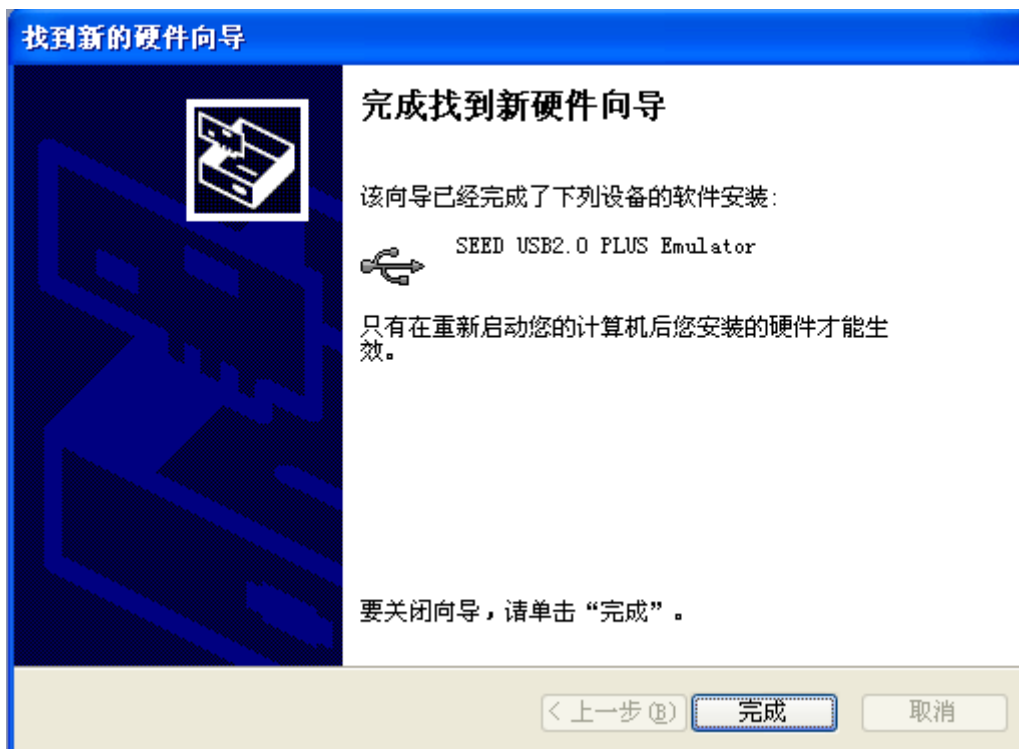 找到新的硬件向导
完成找到新硬件向导
该向导已经完成了下列设备的软件安装:
SEED USB2.0 PLUS Emulator
只有在重新启动您的计算机后您安装的硬件才能生
效。
要关闭向导，请单击“完成”。
< 上一步(B)
完成
取消